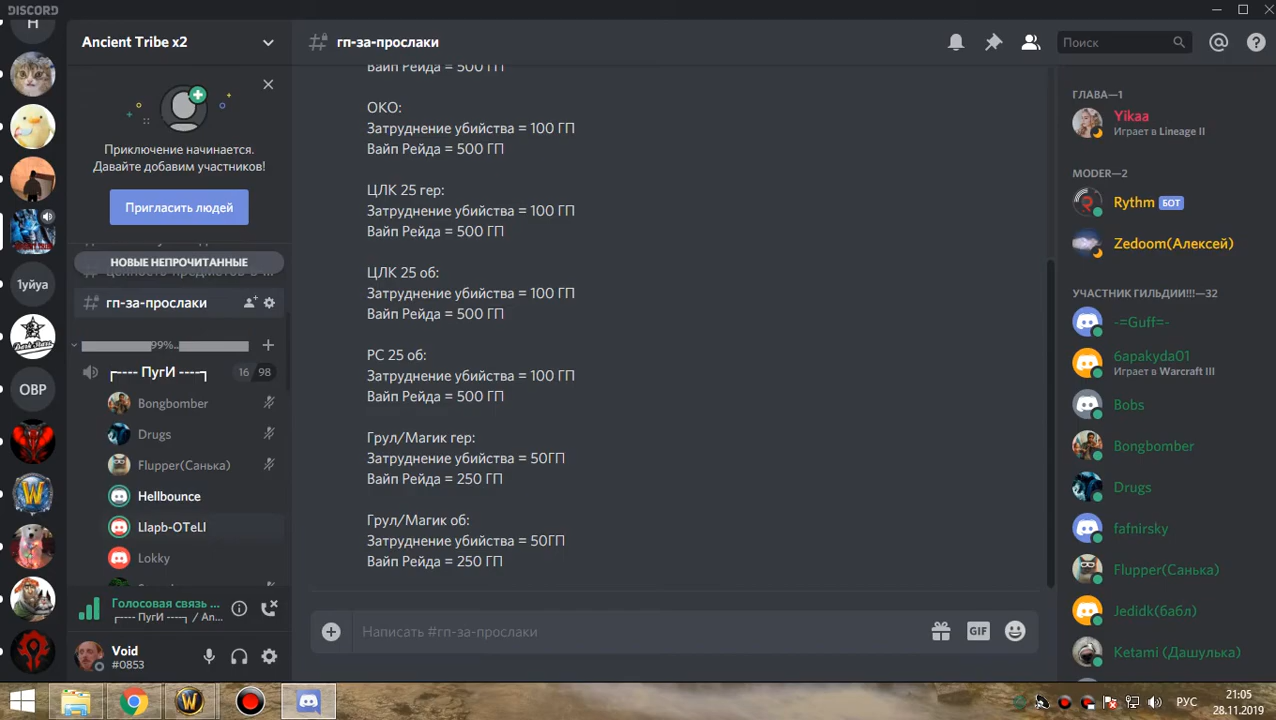 DISCORD
Н
Ancient Tribe x2
гп-за-прослаки
Поиск
Приключение начинается.
Давайте добавим участников!
Пригласить людей
НОВЫЕ НЕПРОЧИТАННЫЕ
гп-за-прослаки
99%..
┌---- ПугИ ----┐
16 98
Bongbomber
Drugs
Flupper(Санька)
Hellbounce
LIapb-OTeLI
Lokky
Голосовая связь ...
┌---- ПугИ ----┐ / An...
Void
#0853
1уйуа
ОВР
Вайп Рейда = 500 ГП
ОКО:
Затруднение убийства = 100 ГП
Вайп Рейда = 500 ГП
ЦЛК 25 гер:
Затруднение убийства = 100 ГП
Вайп Рейда = 500 ГП
ЦЛК 25 об:
Затруднение убийства = 100 ГП
Вайп Рейда = 500 ГП
РС 25 об:
Затруднение убийства = 100 ГП
Вайп Рейда = 500 ГП
Грул/Магик гер:
Затруднение убийства = 50ГП
Вайп Рейда = 250 ГП
Грул/Магик об:
Затруднение убийства = 50ГП
Вайп Рейда = 250 ГП
Написать #гп-за-прослаки
GIF
ГЛАВА—1
Yikaa
Играет в Lineage II
MODER—2
Rythm БОТ
Zedoom(Алексей)
УЧАСТНИК ГИЛЬДИИ!!!—32
-=Guff=-
6apakyda01
Играет в Warcraft III
Bobs
Bongbomber
Drugs
fafnirsky
Flupper(Санька)
Jedidk(бабл)
Ketami (Дашулька)
РУС
21:05
28.11.2019